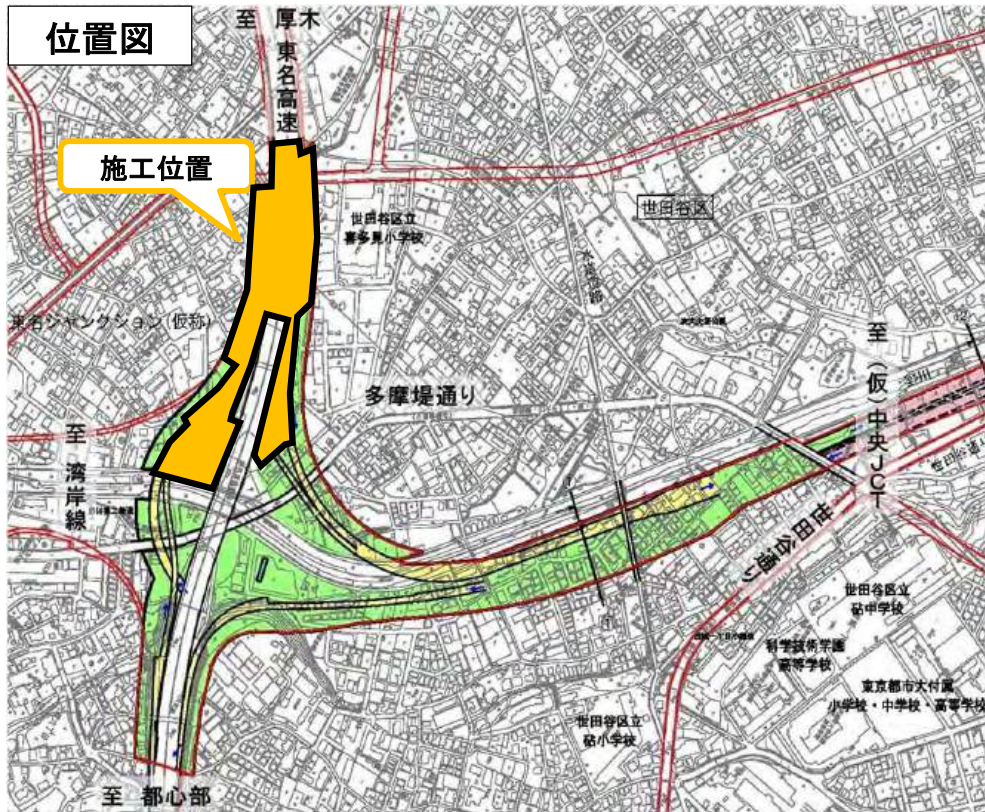 位置図
至 厚木
東名高速
施工位置
世田谷区立
喜多見小学校
世田谷区
東名ジャンクション(仮称)
多摩堤通り
至 (仮)中央JCT
至 湾岸線
世田谷通り
世田谷区立
砧中学校
科学技術学園
高等学校
東京都市大付属
小学校・中学校・高等学校
世田谷区立
砧小学校
至 都心部